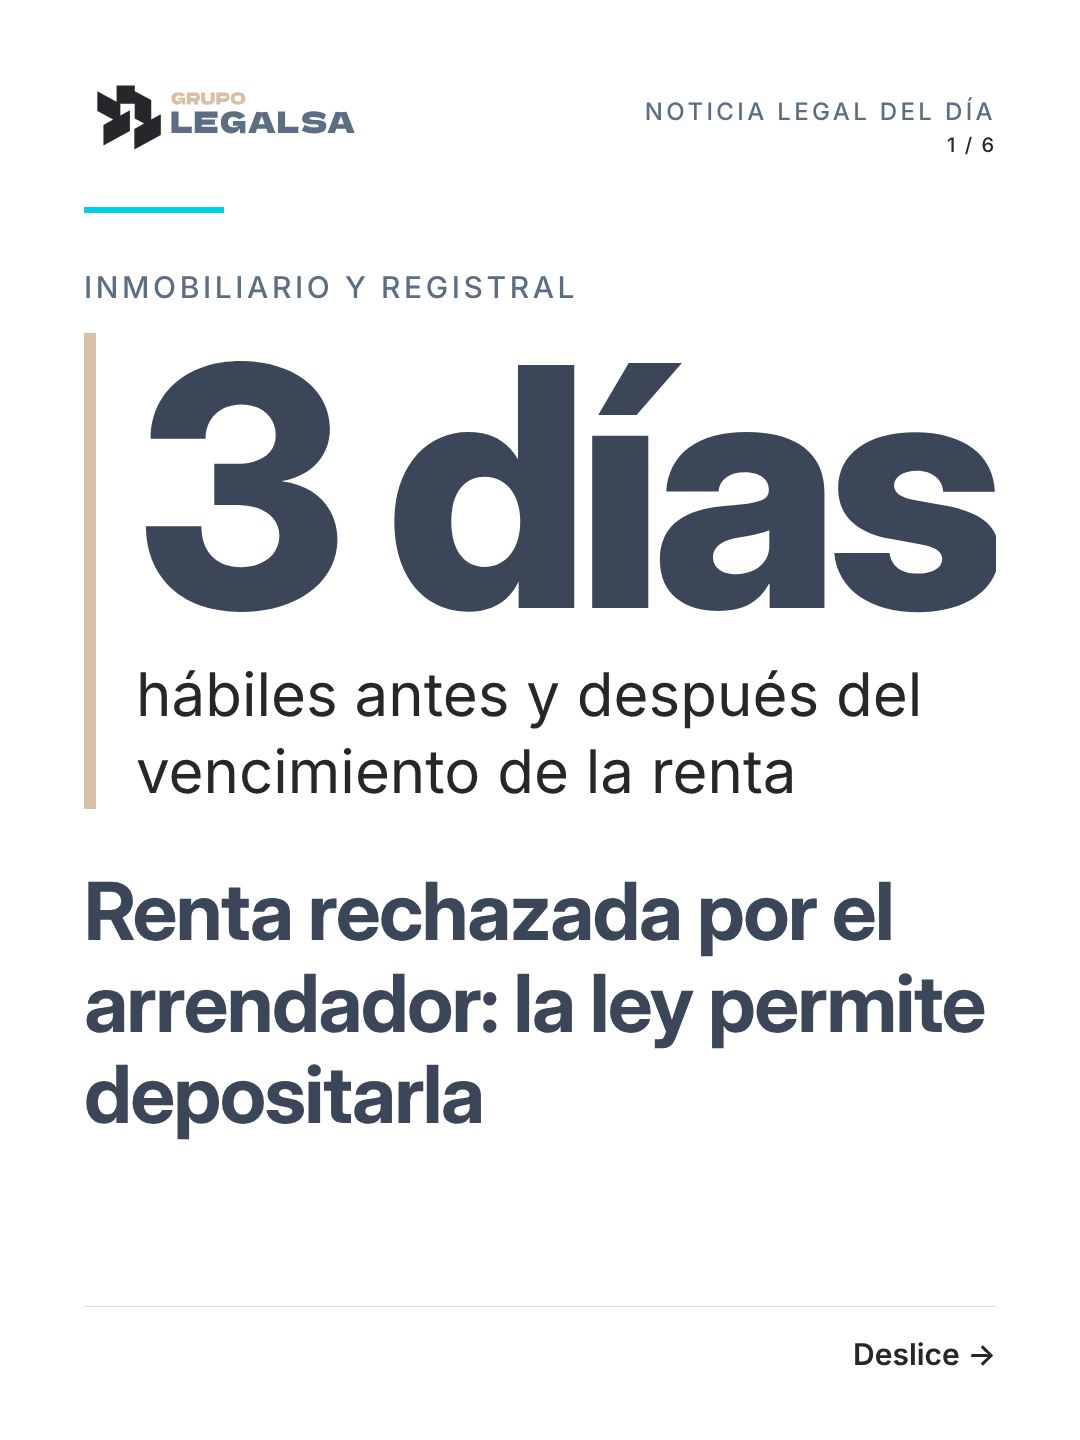 GRUPO
LEGALSA
NOTICIA LEGAL DEL DÍA
1 / 6
INMOBILIARIO Y REGISTRAL
3 días
hábiles antes y después del
vencimiento de la renta
Renta rechazada por el
arrendador: la ley permite
depositarla
Deslice →